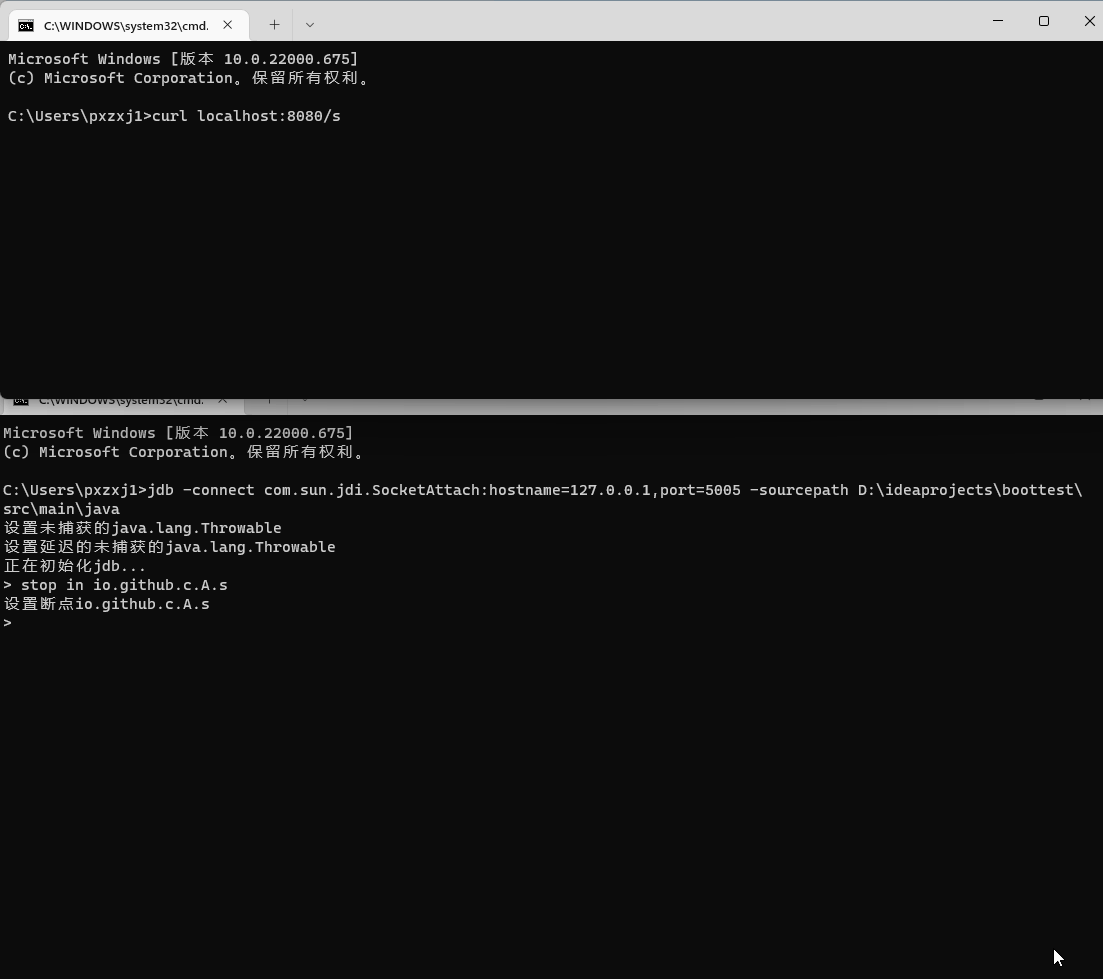 C:\WINDOWS\system32\cmd.
Microsoft Windows [版本 10.0.22000.675]
(c) Microsoft Corporation。保留所有权利。
C:\Users\pxzxj1>curl localhost:8080/s
C:\WINDOWS\system32\cmd.
Microsoft Windows [版本 10.0.22000.675]
(c) Microsoft Corporation。保留所有权利。
C:\Users\pxzxj1>jdb -connect com.sun.jdi.SocketAttach:hostname=127.0.0.1,port=5005 -sourcepath D:\ideaprojects\boottest\
src\main\java
设置未捕获的java.lang.Throwable
设置延迟的未捕获的java.lang.Throwable
正在初始化jdb...
> stop in io.github.c.A.s
设置断点io.github.c.A.s
>